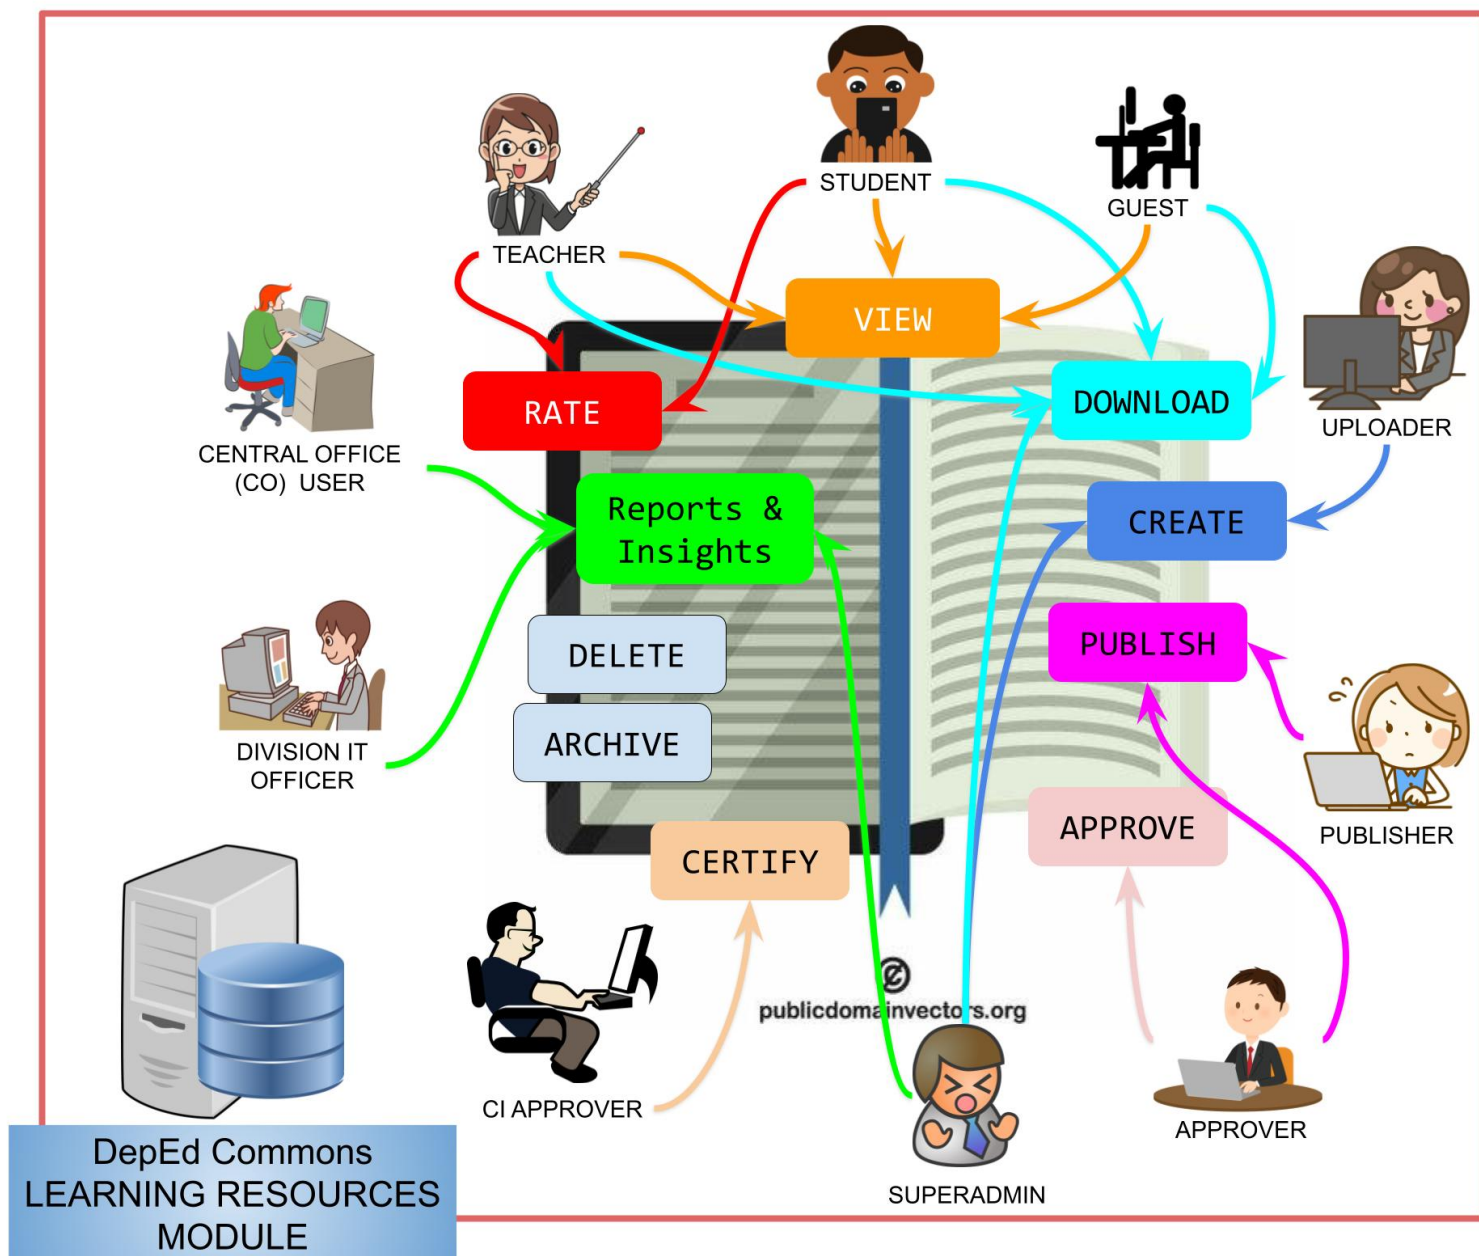 STUDENT
GUEST
TEACHER
VIEW
RATE
DOWNLOAD
UPLOADER
CENTRAL OFFICE
(CO) USER
Reports &
Insights
CREATE
DELETE
PUBLISH
ARCHIVE
DIVISION IT
OFFICER
APPROVE
PUBLISHER
CERTIFY
publicdomainvectors.org
CI APPROVER
APPROVER
SUPERADMIN
DepEd Commons
LEARNING RESOURCES
MODULE